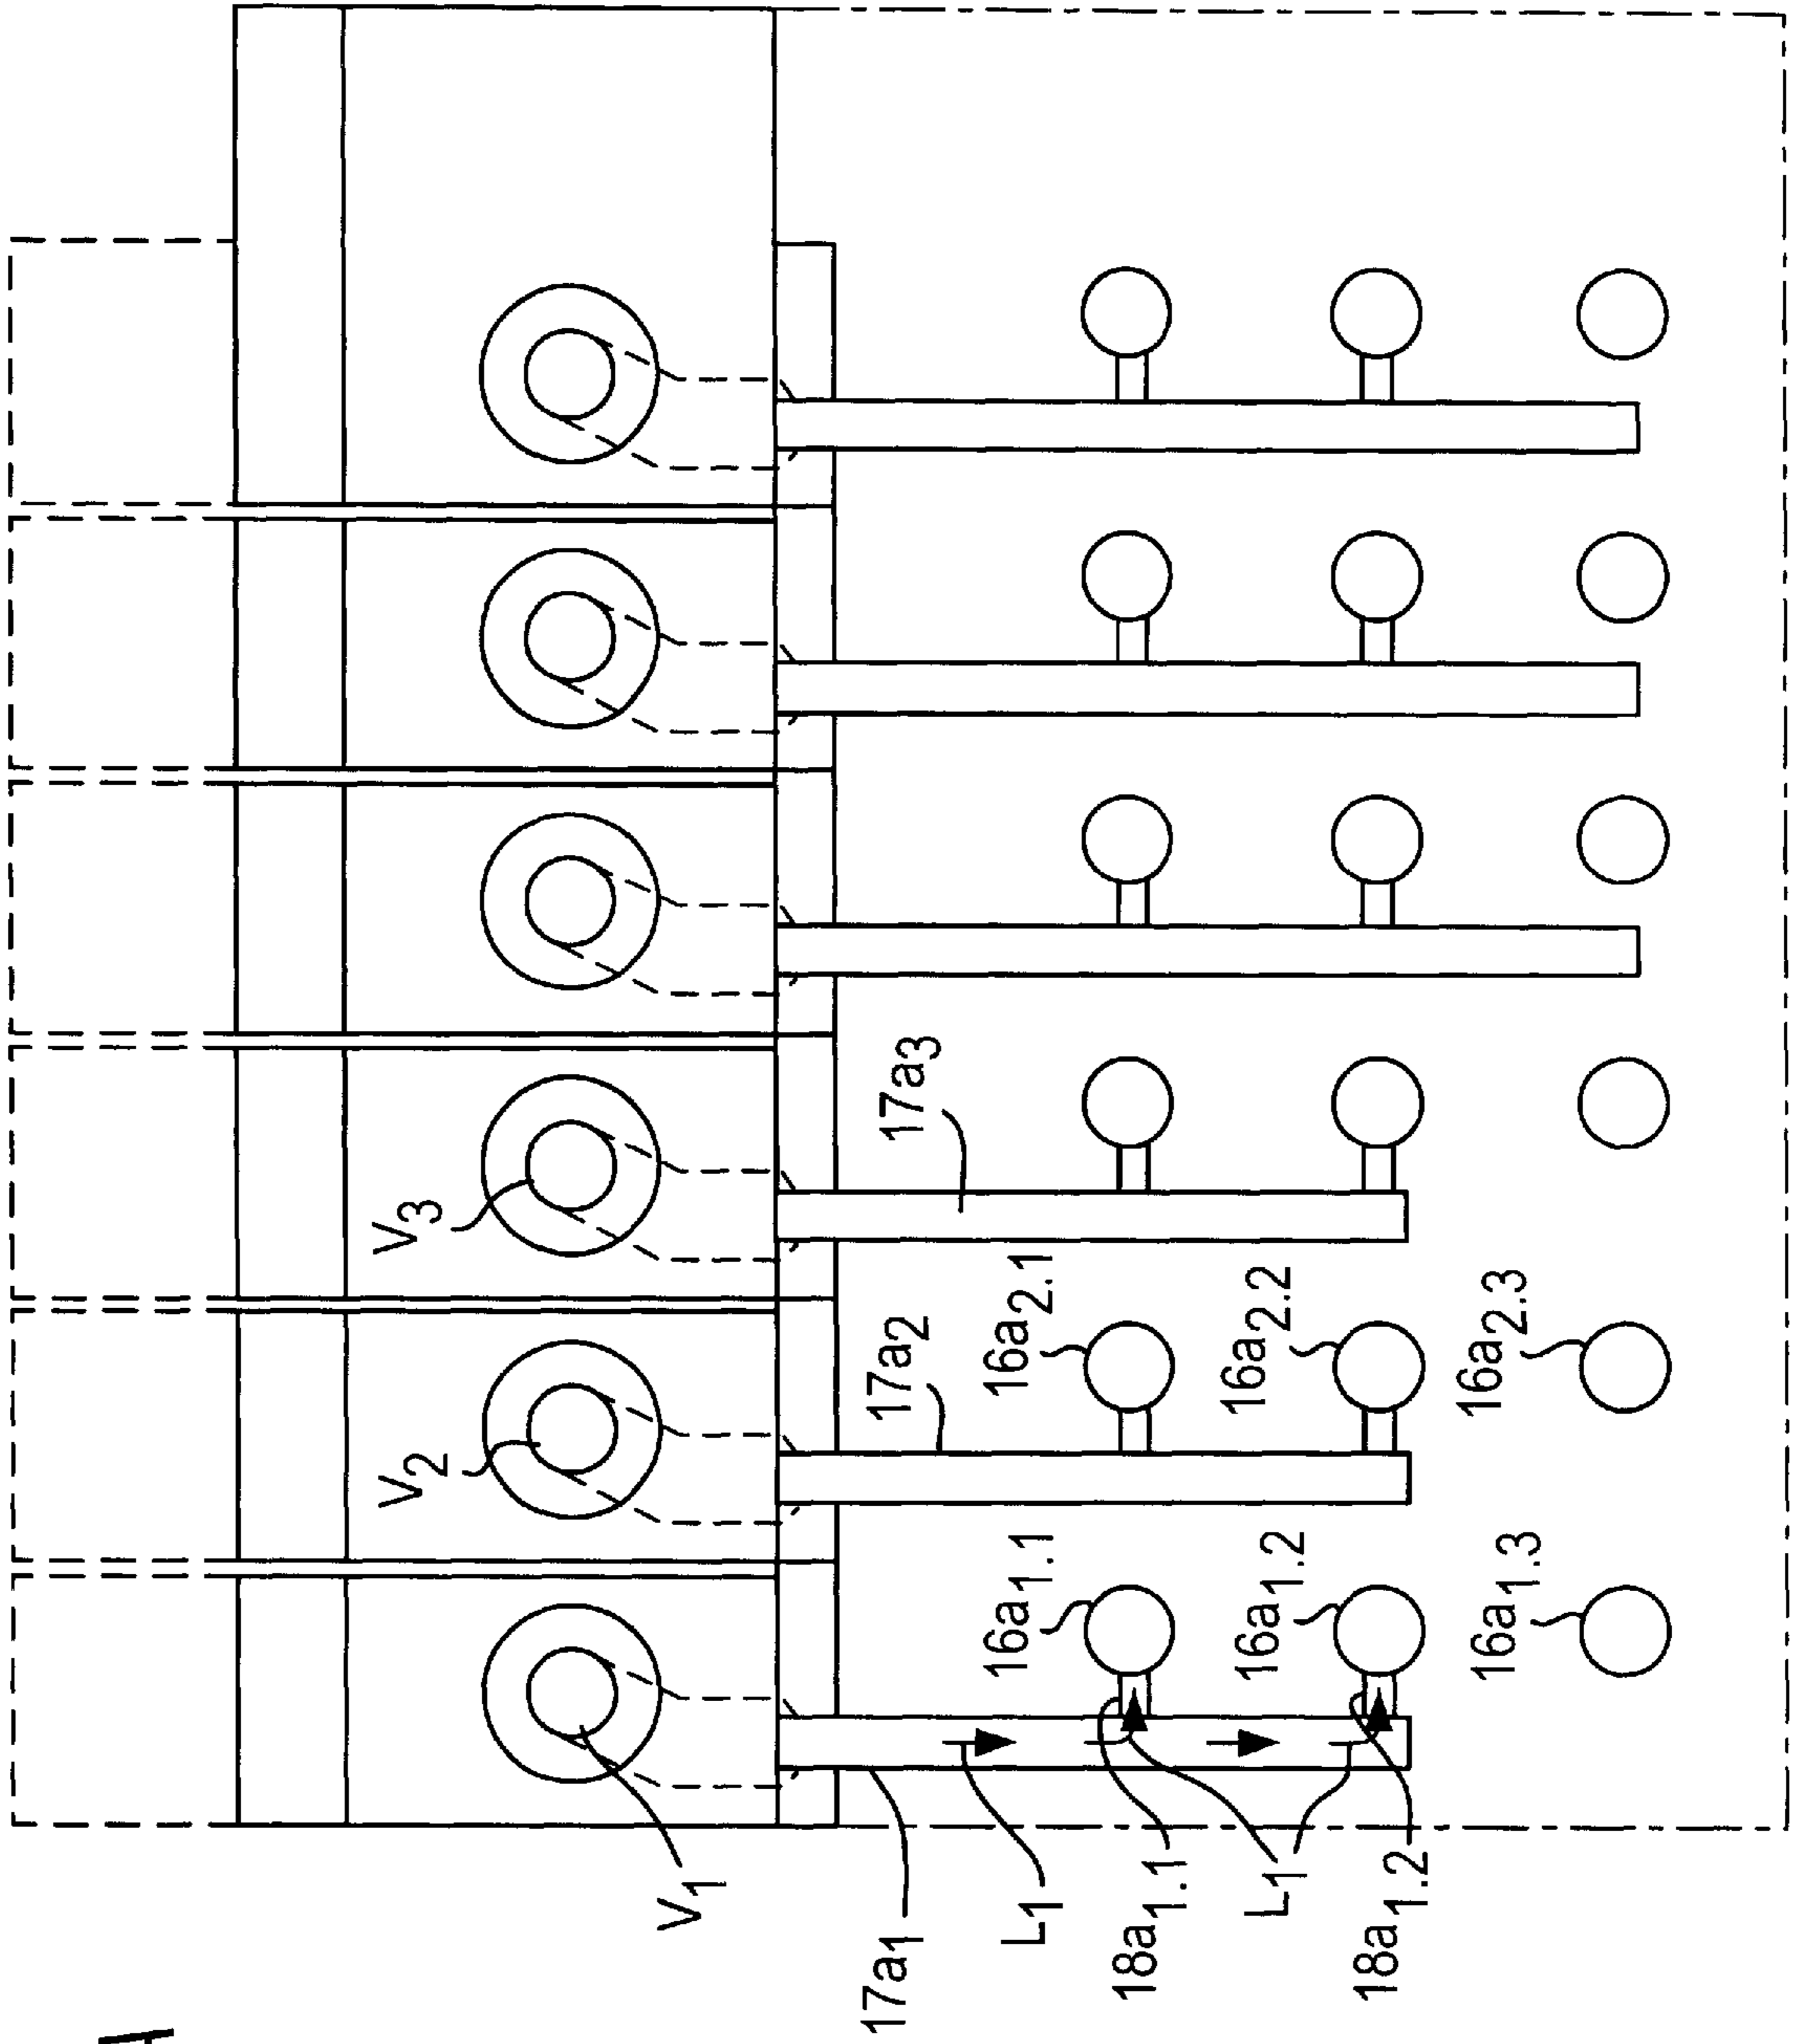 V₃
17a₃
V₂
17a₂
16a₂.₁
16a₂.₂
16a₂.₃
V₁
16a₁.₁
16a₁.₂
16a₁.₃
17a₁
L₁
18a₁.₁
L₁
18a₁.₂
A